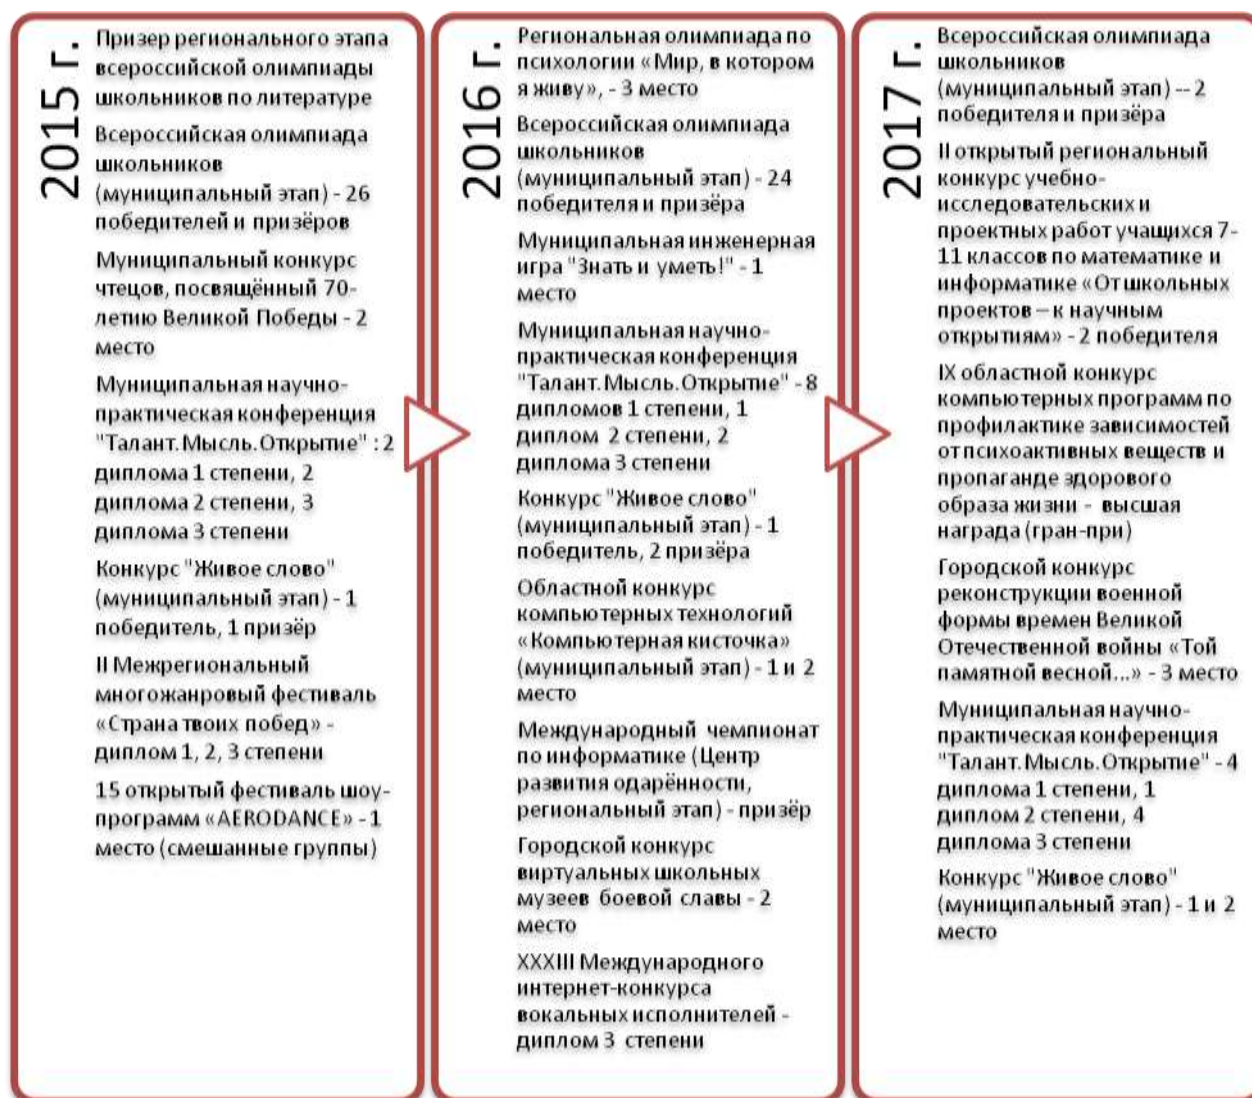 2015 г.
Призер регионального этапа
всероссийской олимпиады
школьников по литературе
Всероссийская олимпиада
школьников
(муниципальный этап) - 26
победителей и призёров
Муниципальный конкурс
чтецов, посвящённый 70-
летию Великой Победы - 2
место
Муниципальная научно-
практическая конференция
"Талант.Мысль.Открытие" : 2
диплома 1 степени, 2
диплома 2 степени, 3
диплома 3 степени
Конкурс "Живое слово"
(муниципальный этап) - 1
победитель, 1 призёр
II Межрегиональный
многожанровый фестиваль
«Страна твоих побед» -
диплом 1, 2, 3 степени
15 открытый фестиваль шоу-
программ «AERODANCE» - 1
место (смешанные группы)
2016 г.
Региональная олимпиада по
психологии «Мир, в котором
я живу», - 3 место
Всероссийская олимпиада
школьников
(муниципальный этап) - 24
победителя и призёра
Муниципальная инженерная
игра "Знать и уметь!" - 1
место
Муниципальная научно-
практическая конференция
"Талант.Мысль.Открытие" - 8
дипломов 1 степени, 1
диплом 2 степени, 2
диплома 3 степени
Конкурс "Живое слово"
(муниципальный этап) - 1
победитель, 2 призёра
Областной конкурс
компьютерных технологий
«Компьютерная кисточка»
(муниципальный этап) - 1 и 2
место
Международный чемпионат
по информатике (Центр
развития одарённости,
региональный этап) - призёр
Городской конкурс
виртуальных школьных
музеев боевой славы - 2
место
XXXIII Международного
интернет-конкурса
вокальных исполнителей -
диплом 3 степени
2017 г.
Всероссийская олимпиада
школьников
(муниципальный этап) -- 2
победителя и призёра
II открытый региональный
конкурс учебно-
исследовательских и
проектных работ учащихся 7-
11 классов по математике и
информатике «От школьных
проектов – к научным
открытиям» - 2 победителя
IX областной конкурс
компьютерных программ по
профилактике зависимостей
от психоактивных веществ и
пропаганде здорового
образа жизни - высшая
награда (гран-при)
Городской конкурс
реконструкции военной
формы времен Великой
Отечественной войны «Той
памятной весной...» - 3 место
Муниципальная научно-
практическая конференция
"Талант.Мысль.Открытие" - 4
диплома 1 степени, 1
диплом 2 степени, 4
диплома 3 степени
Конкурс "Живое слово"
(муниципальный этап) - 1 и 2
место